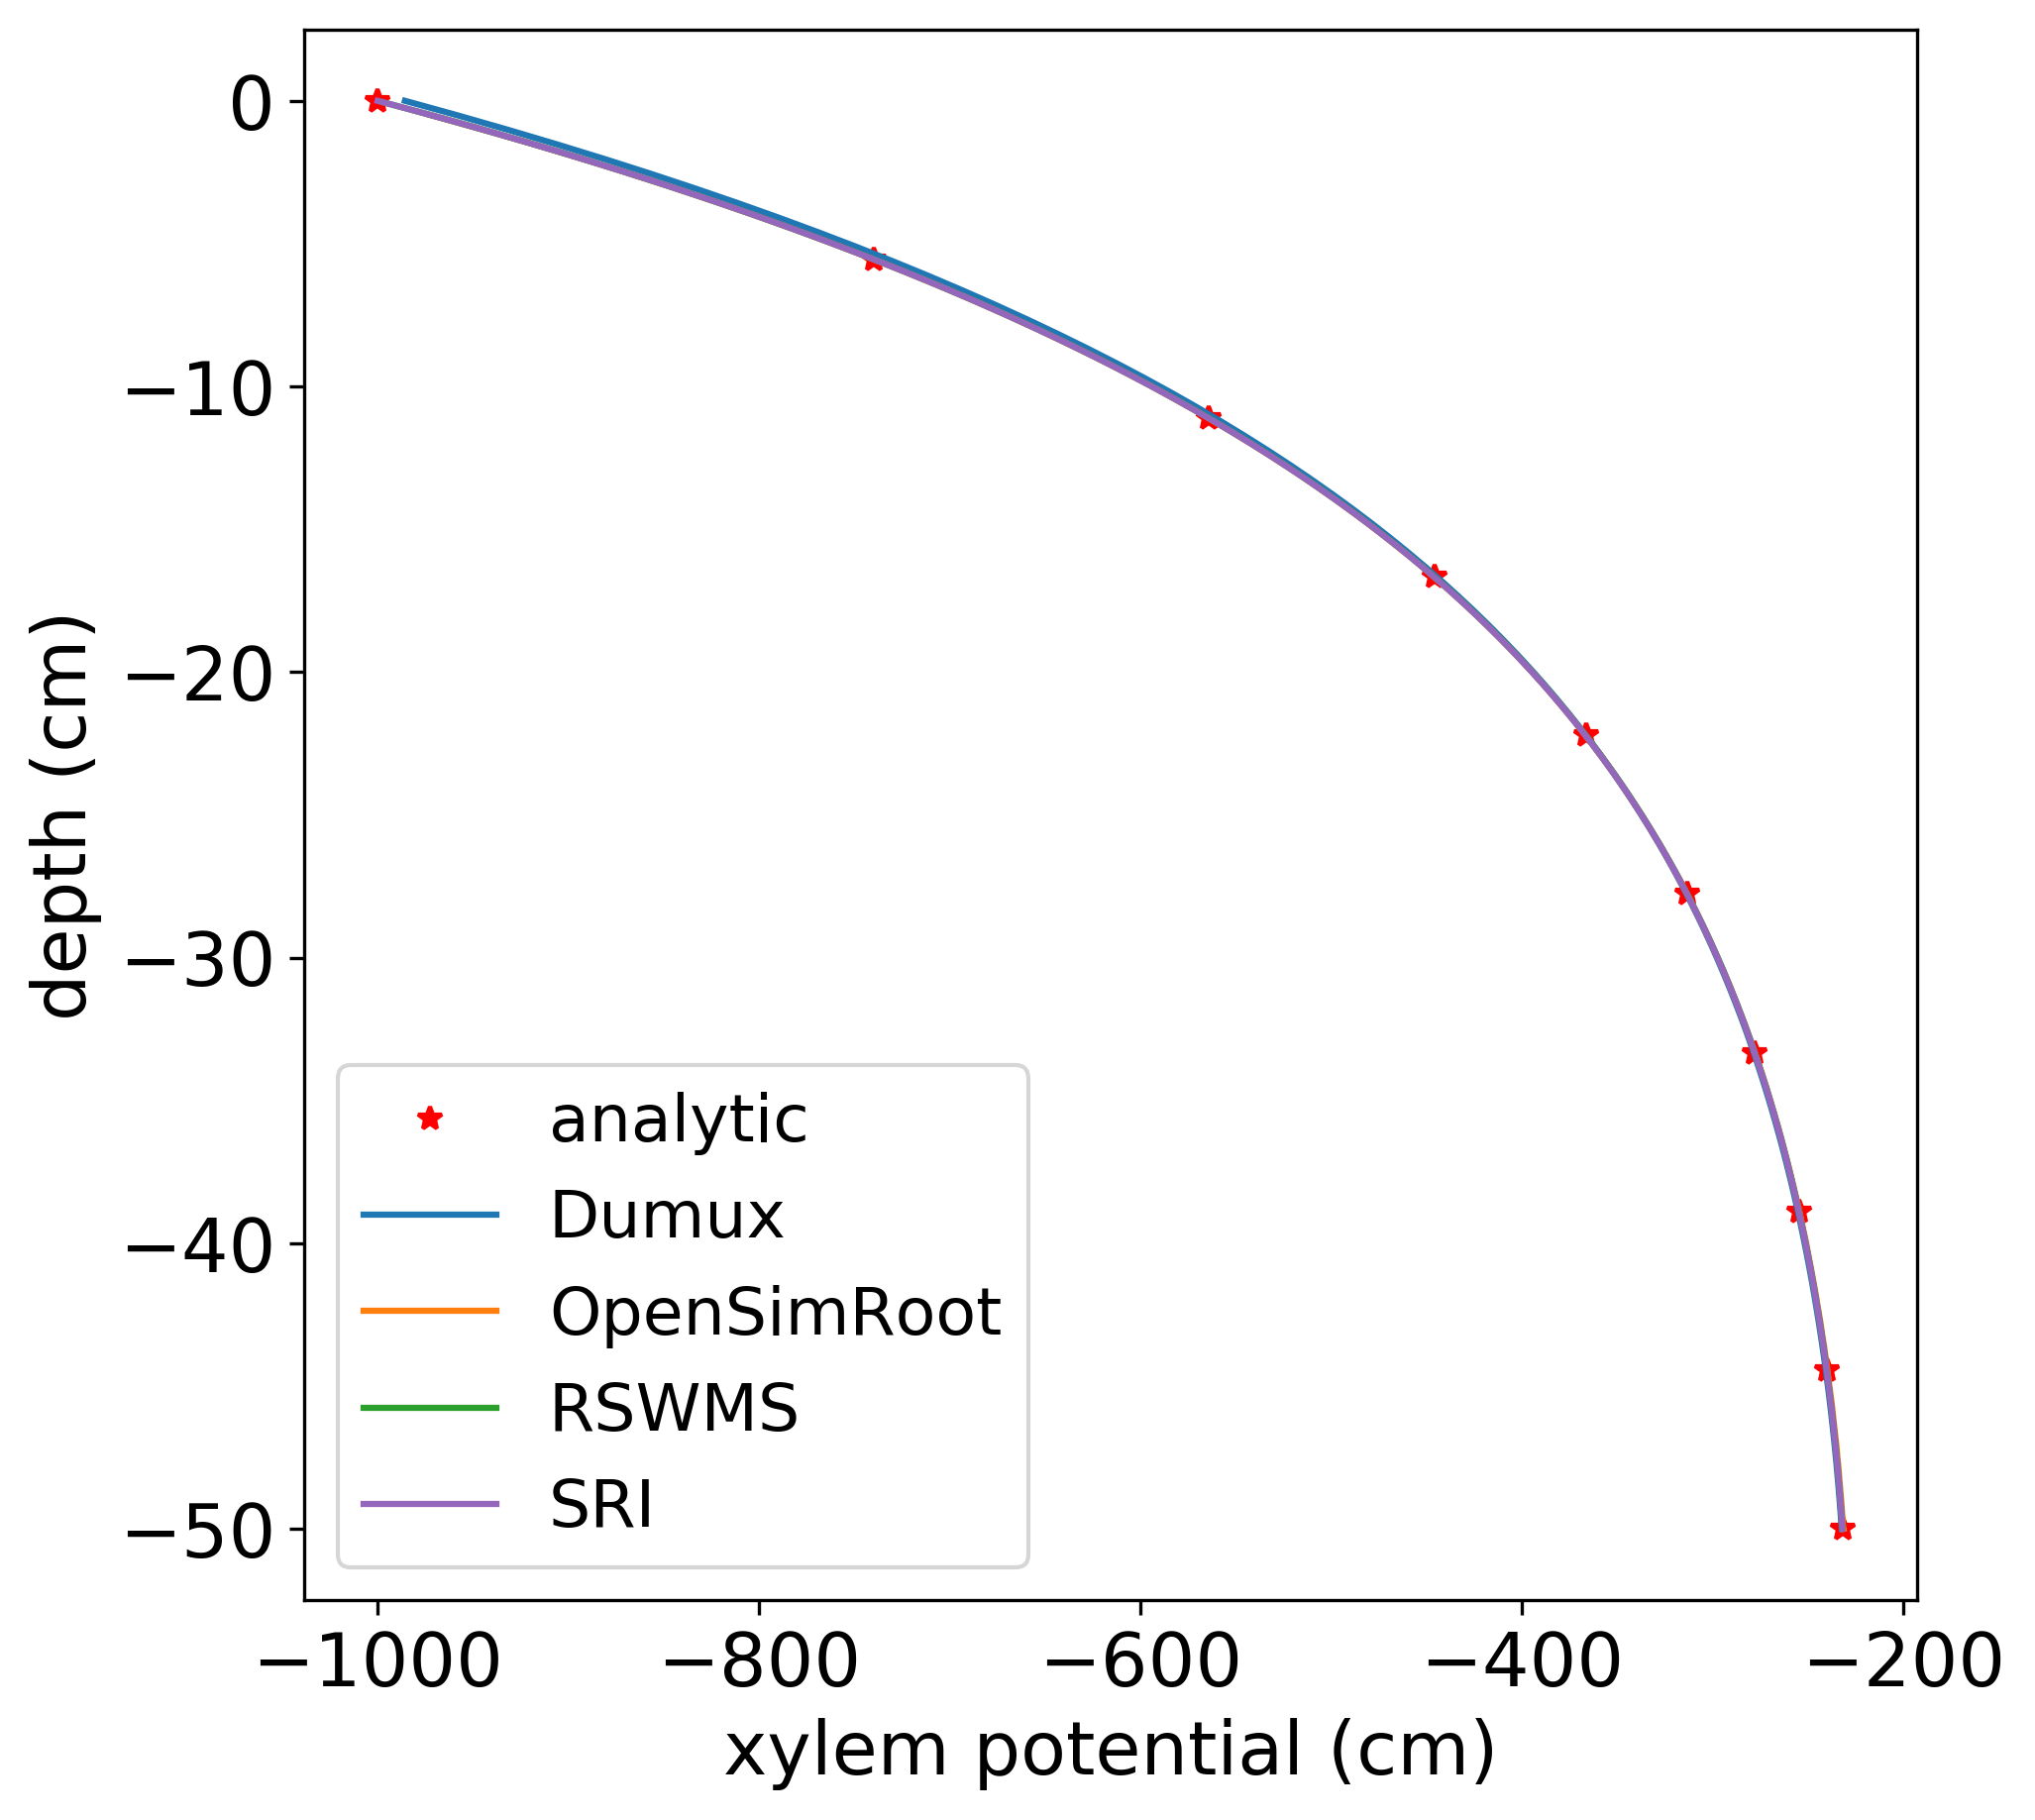 0
−10
−20
−30
−40
−50
depth (cm)
analytic
Dumux
OpenSimRoot
RSWMS
SRI
−1000 −800 −600 −400 −200
xylem potential (cm)